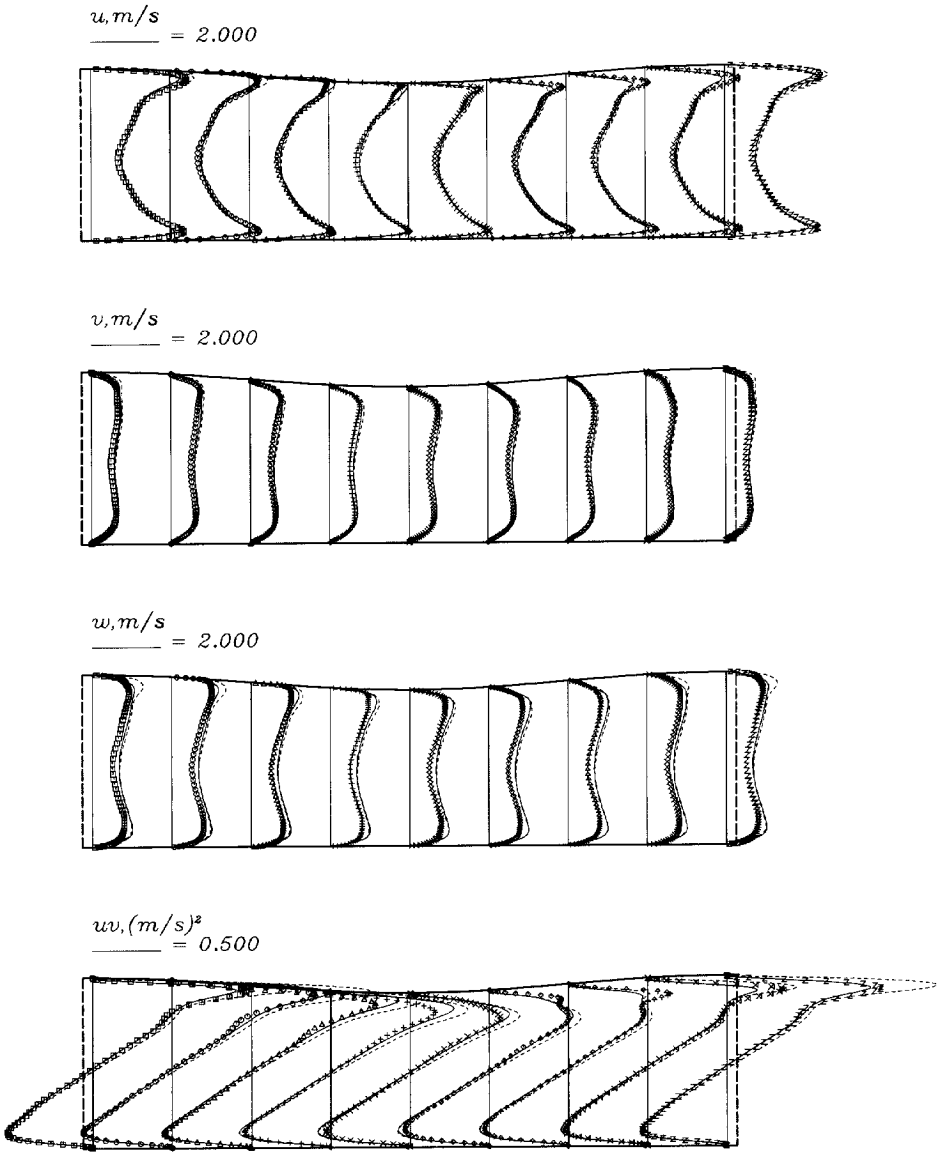 u,m/s
= 2.000
v,m/s
= 2.000
w,m/s
= 2.000
uv,(m/s)²
= 0.500